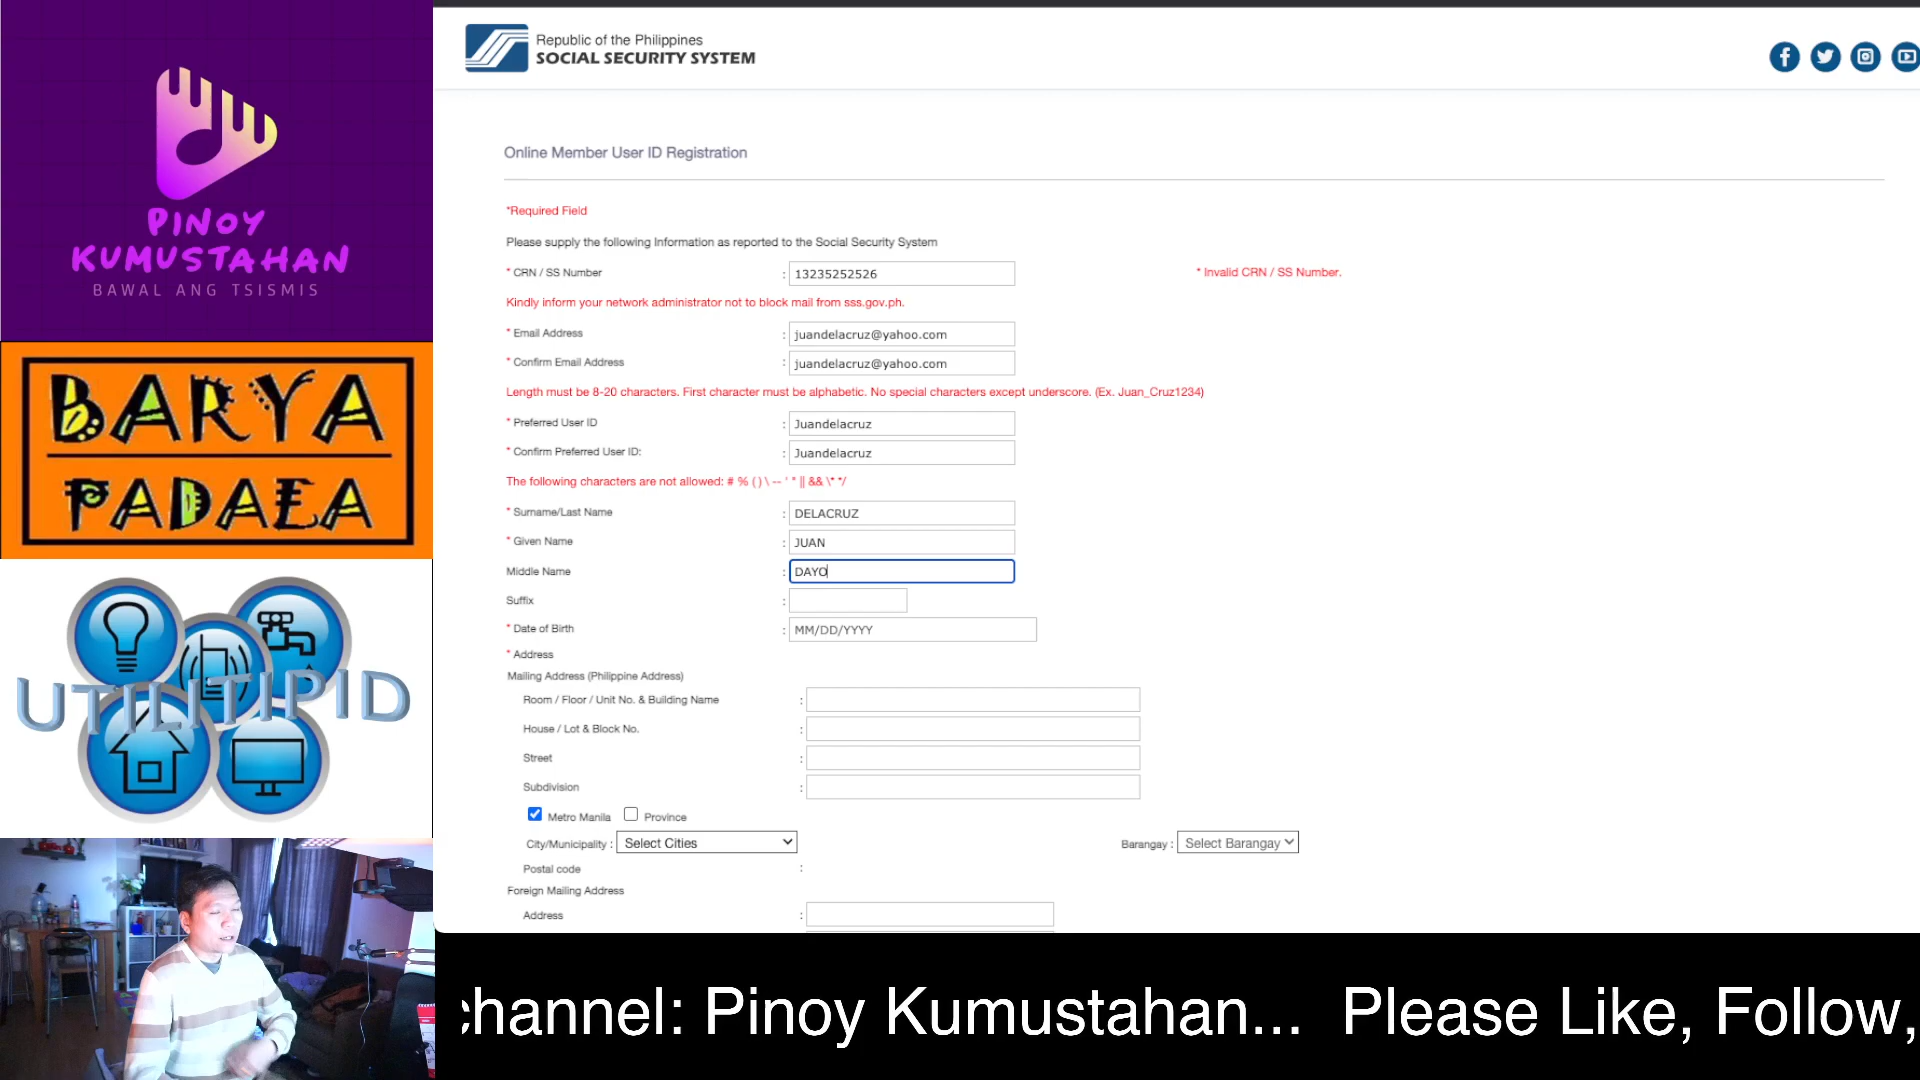 PINOY
KUMUSTAHAN
BAWAL ANG TSISMIS
BARYA
PADALA
UTILITIPID
Republic of the Philippines
SOCIAL SECURITY SYSTEM
Online Member User ID Registration
*Required Field
Please supply the following Information as reported to the Social Security System
* CRN / SS Number : 13235252526 * Invalid CRN / SS Number.
Kindly inform your network administrator not to block mail from sss.gov.ph.
* Email Address : juandelacruz@yahoo.com
* Confirm Email Address : juandelacruz@yahoo.com
Length must be 8-20 characters. First character must be alphabetic. No special characters except underscore. (Ex. Juan_Cruz1234)
* Preferred User ID : Juandelacruz
* Confirm Preferred User ID: : Juandelacruz
The following characters are not allowed: # % ( ) \ -- ' " || && \* */
* Surname/Last Name : DELACRUZ
* Given Name : JUAN
Middle Name : DAYO
Suffix :
* Date of Birth : MM/DD/YYYY
* Address
Mailing Address (Philippine Address)
Room / Floor / Unit No. & Building Name :
House / Lot & Block No. :
Street :
Subdivision :
Metro Manila Province
City/Municipality : Select Cities Barangay : Select Barangay
Postal code :
Foreign Mailing Address
Address :
channel: Pinoy Kumustahan... Please Like, Follow,